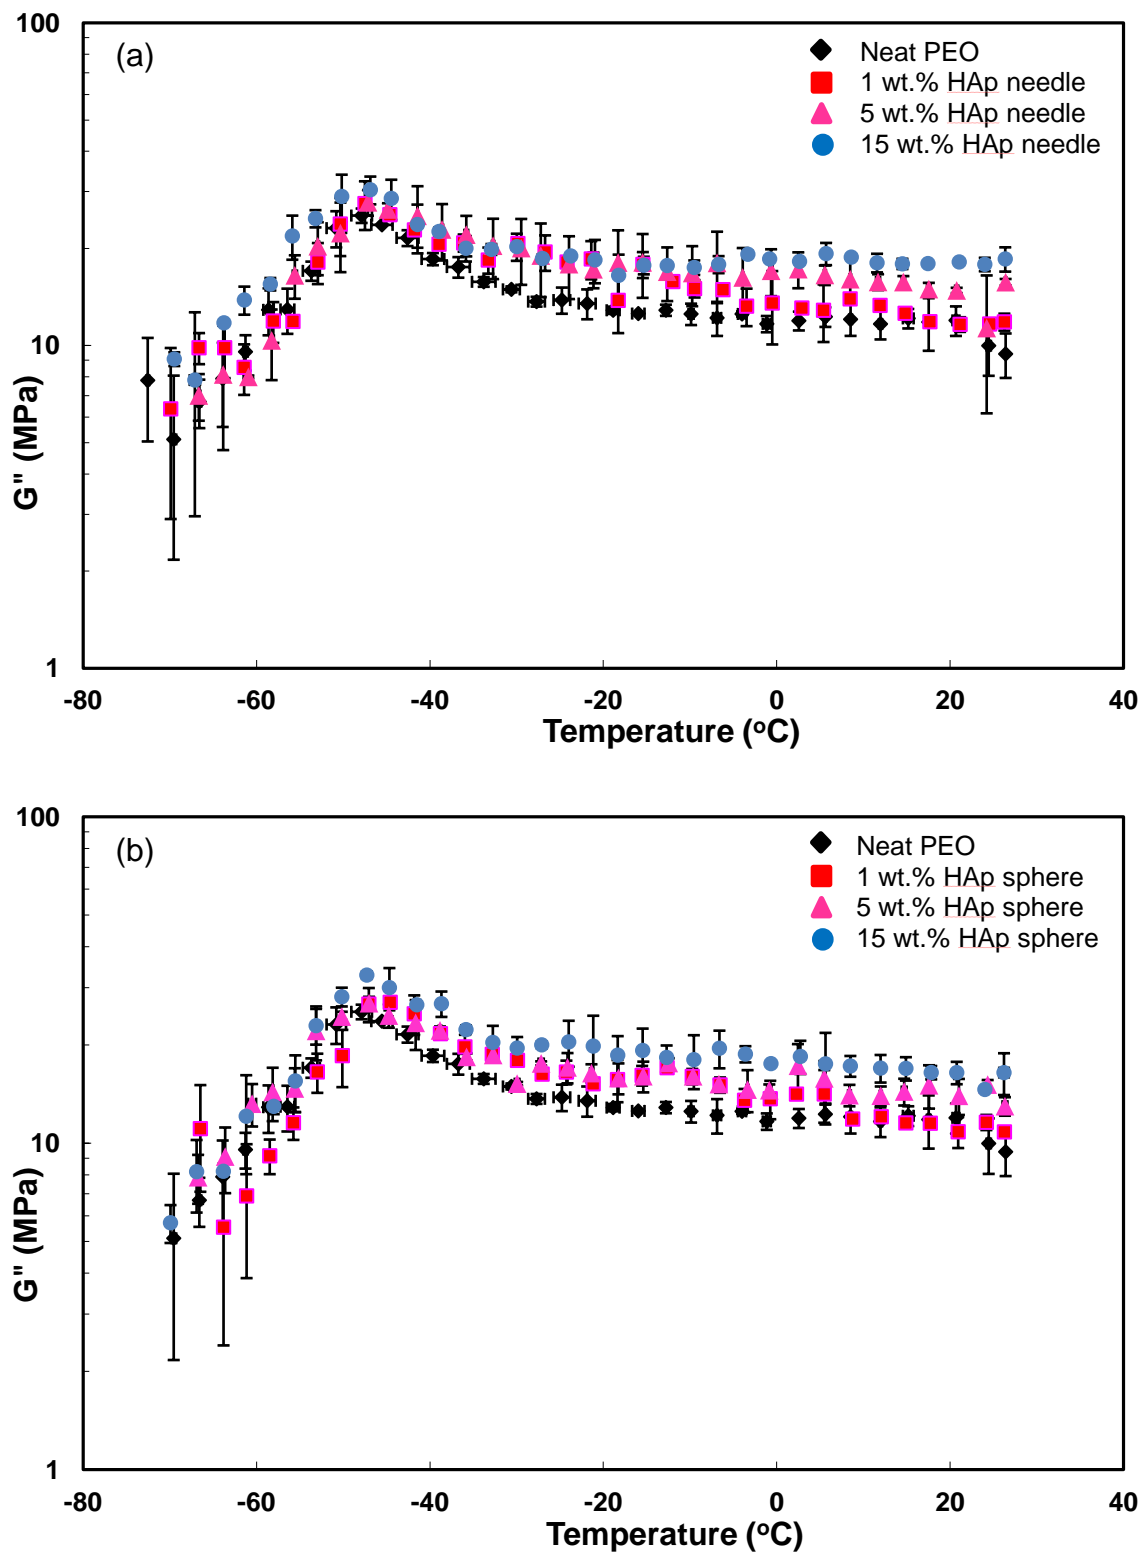 100
(a)
Neat PEO
1 wt.% HAp needle
5 wt.% HAp needle
15 wt.% HAp needle
10
G" (MPa)
1
-80 -60 -40 -20 0 20 40
Temperature (°C)
100
(b)
Neat PEO
1 wt.% HAp sphere
5 wt.% HAp sphere
15 wt.% HAp sphere
10
G" (MPa)
1
-80 -60 -40 -20 0 20 40
Temperature (°C)